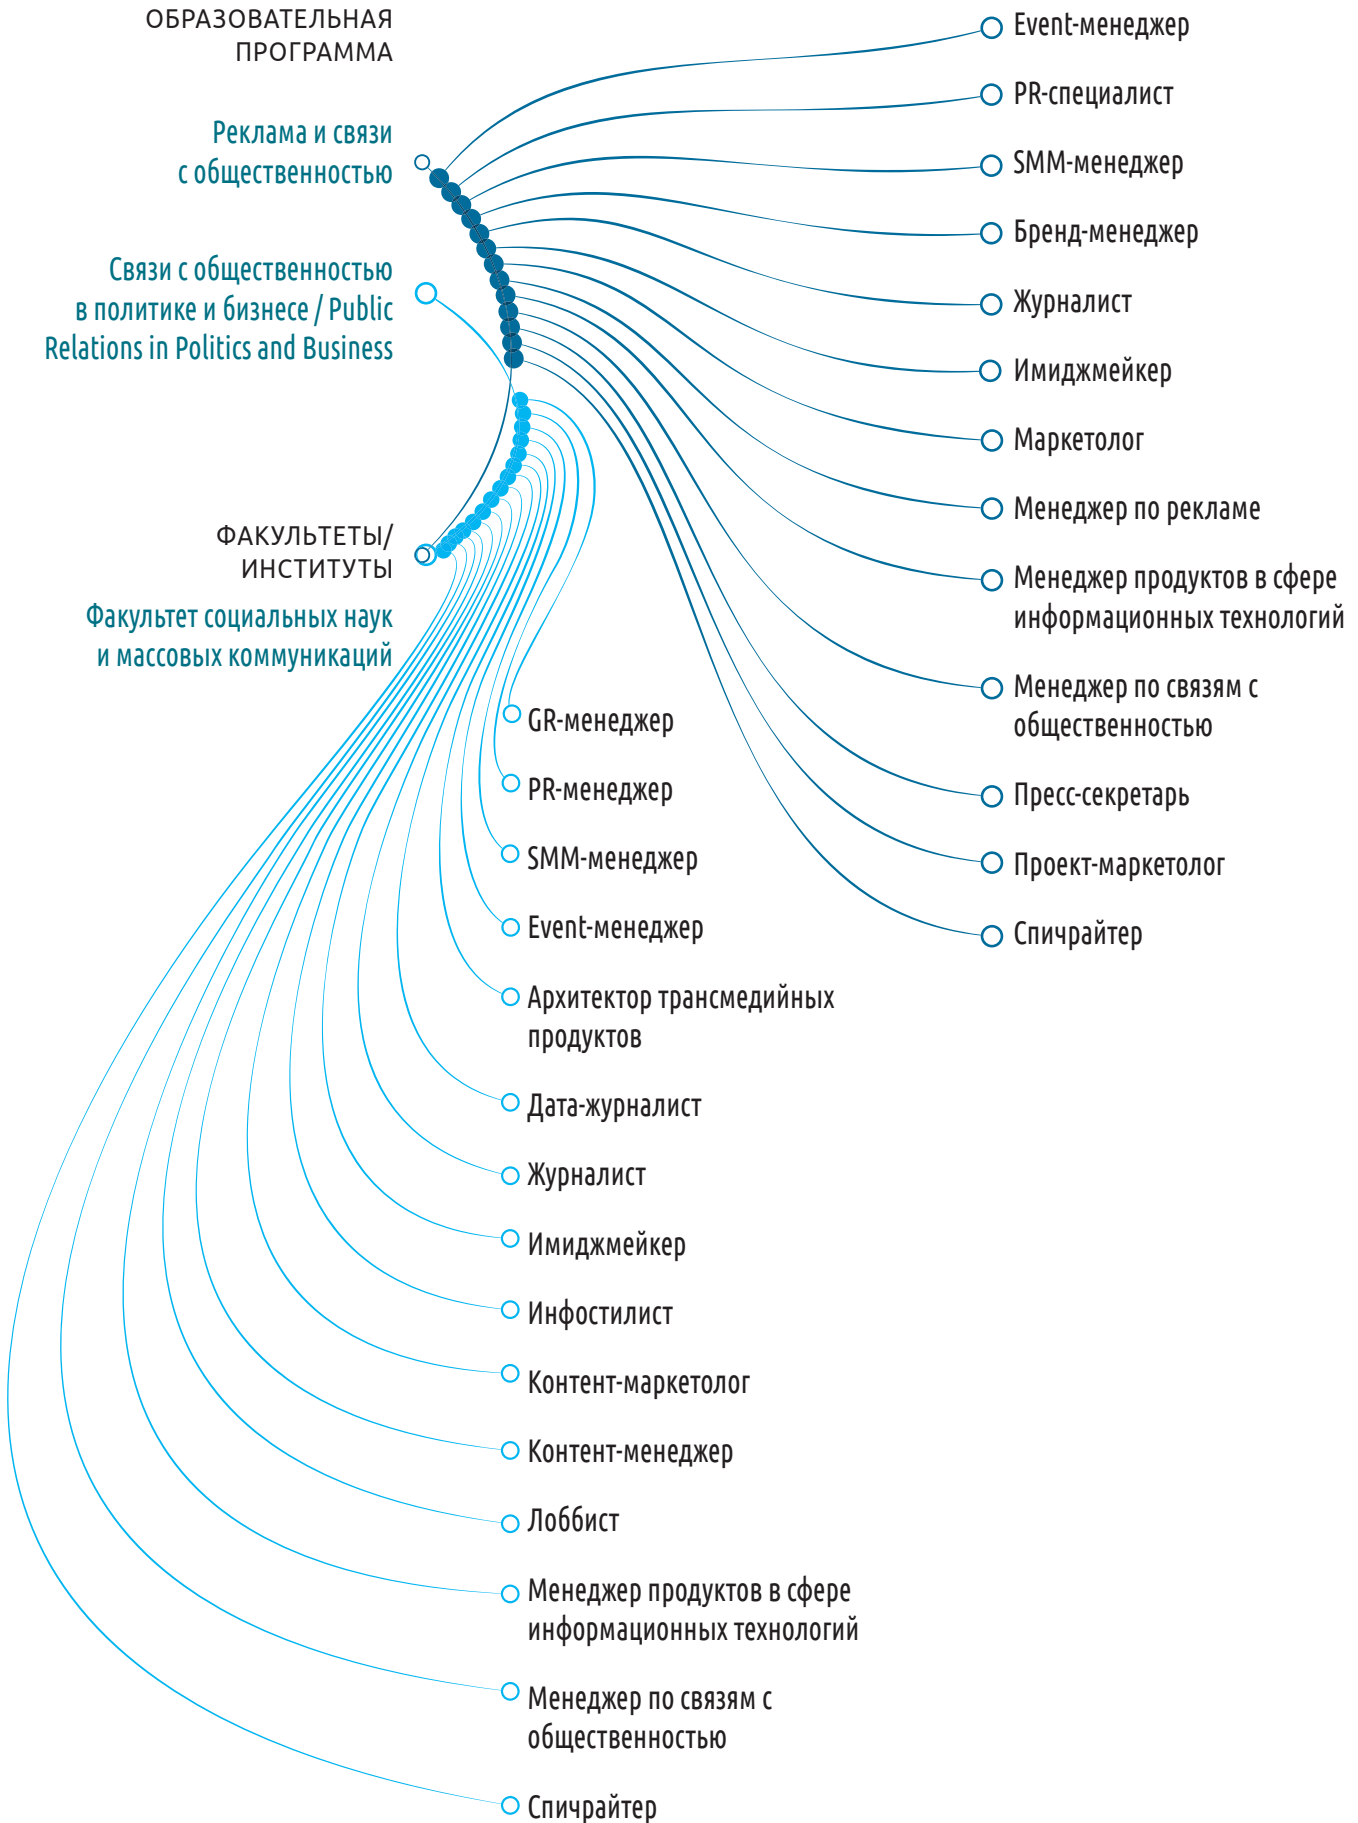 ОБРАЗОВАТЕЛЬНАЯ
ПРОГРАММА
Реклама и связи
с общественностью
Связи с общественностью
в политике и бизнесе / Public
Relations in Politics and Business
ФАКУЛЬТЕТЫ/
ИНСТИТУТЫ
Факультет социальных наук
и массовых коммуникаций
Event-менеджер
PR-специалист
SMM-менеджер
Бренд-менеджер
Журналист
Имиджмейкер
Маркетолог
Менеджер по рекламе
Менеджер продуктов в сфере
информационных технологий
Менеджер по связям с
общественностью
Пресс-секретарь
Проект-маркетолог
Спичрайтер
GR-менеджер
PR-менеджер
SMM-менеджер
Event-менеджер
Архитектор трансмедийных
продуктов
Дата-журналист
Журналист
Имиджмейкер
Инфостилист
Контент-маркетолог
Контент-менеджер
Лоббист
Менеджер продуктов в сфере
информационных технологий
Менеджер по связям с
общественностью
Спичрайтер